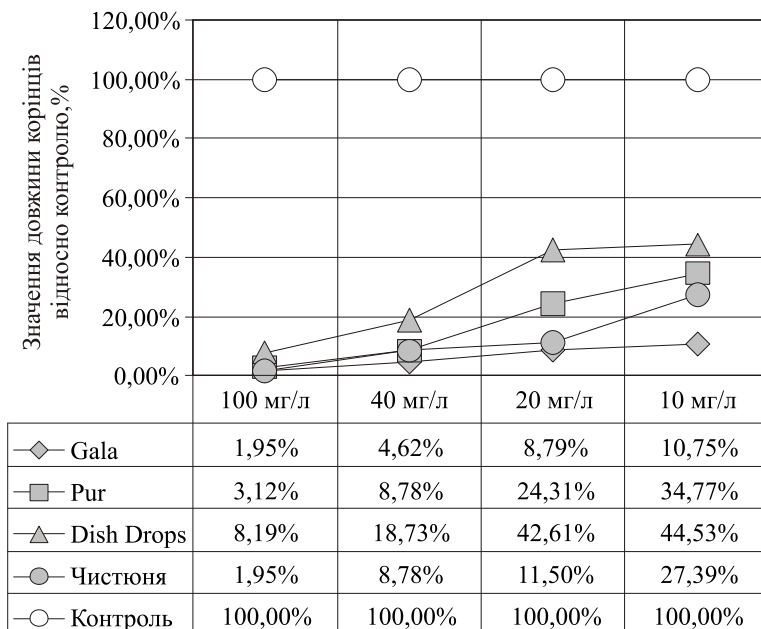 Значення довжини корінців
відносно контролю,%
120,00%
100,00%
80,00%
60,00%
40,00%
20,00%
0,00%
100 мг/л 40 мг/л 20 мг/л 10 мг/л
Gala 1,95% 4,62% 8,79% 10,75%
Pur 3,12% 8,78% 24,31% 34,77%
Dish Drops 8,19% 18,73% 42,61% 44,53%
Чистюня 1,95% 8,78% 11,50% 27,39%
Контроль 100,00% 100,00% 100,00% 100,00%